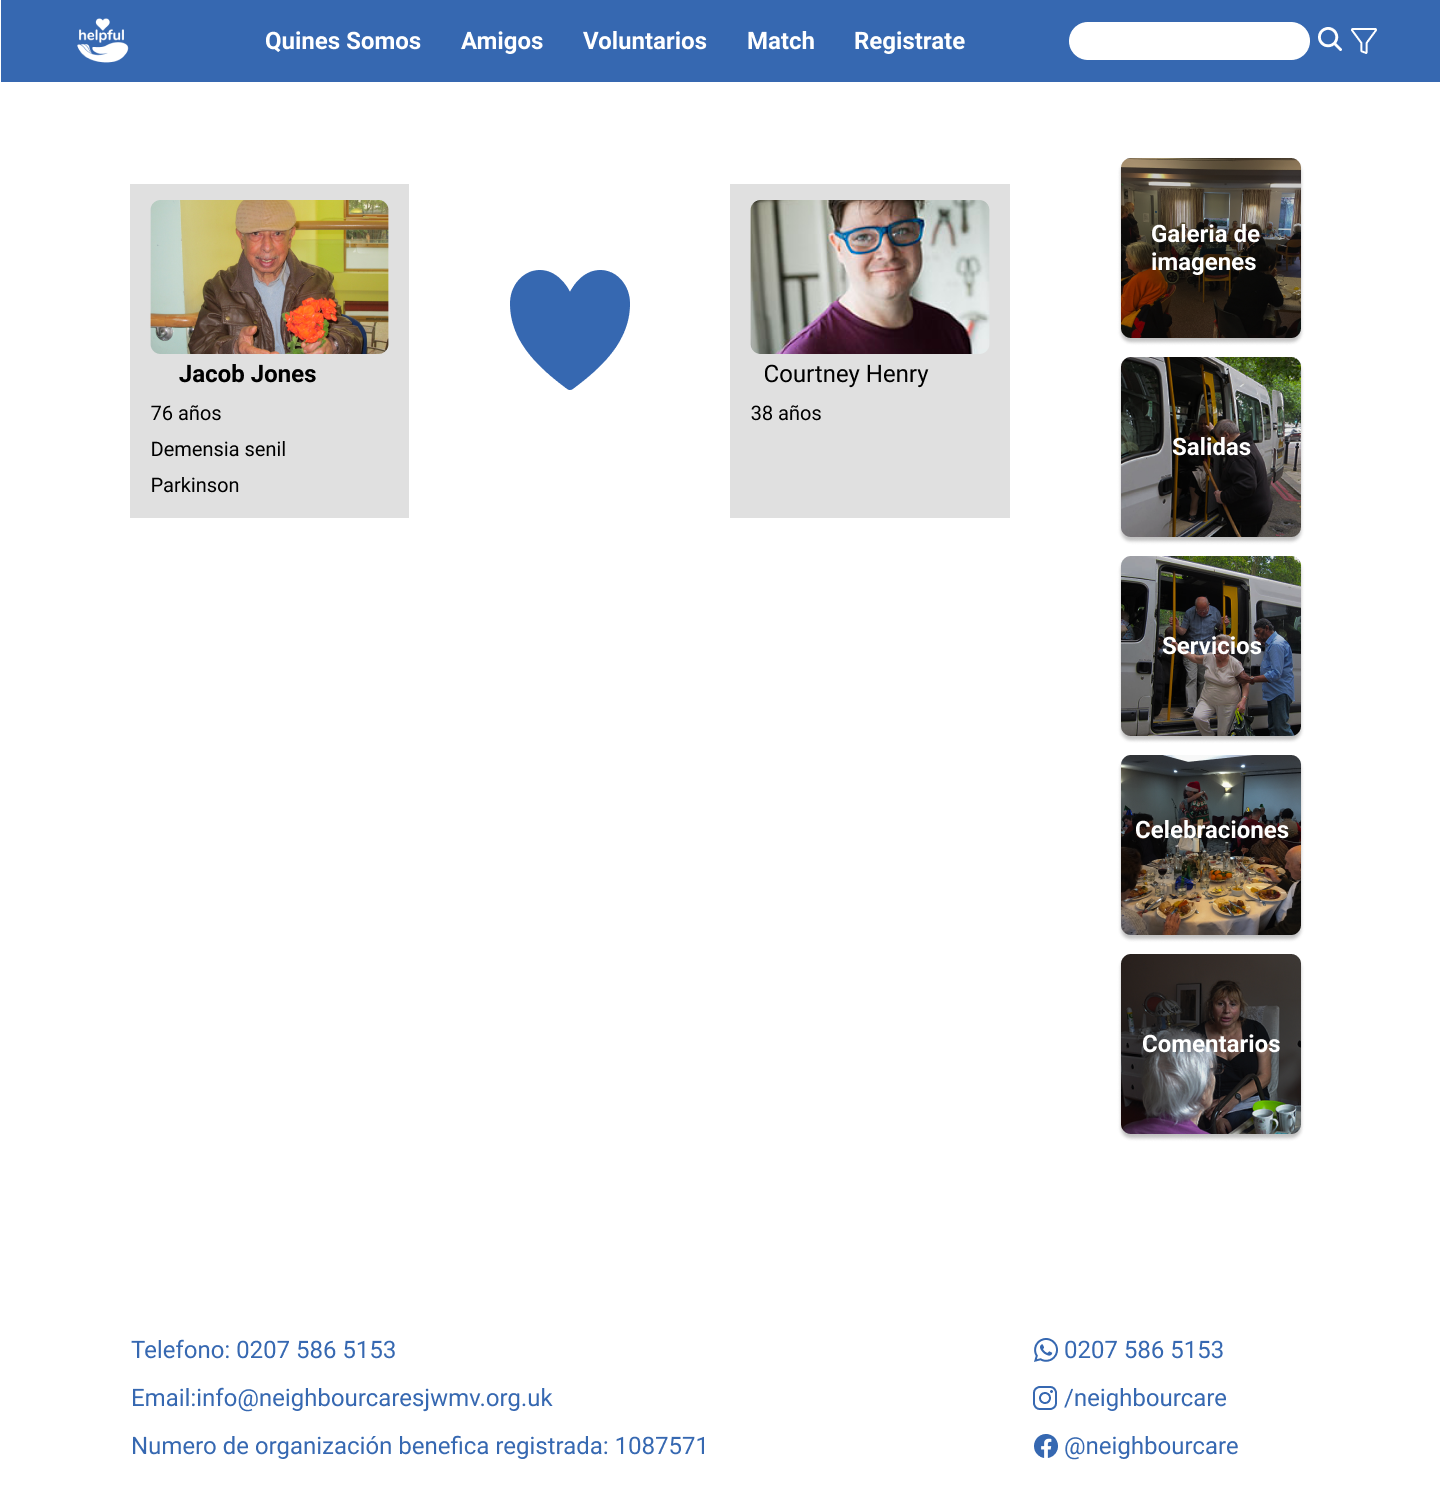 helpful
Quines Somos
Amigos
Voluntarios
Match
Registrate
Jacob Jones
76 años
Demensia senil
Parkinson
Courtney Henry
38 años
Galeria de
imagenes
Salidas
Servicios
Celebraciones
Comentarios
Telefono: 0207 586 5153
Email:info@neighbourcaresjwmv.org.uk
Numero de organización benefica registrada: 1087571
0207 586 5153
/neighbourcare
@neighbourcare